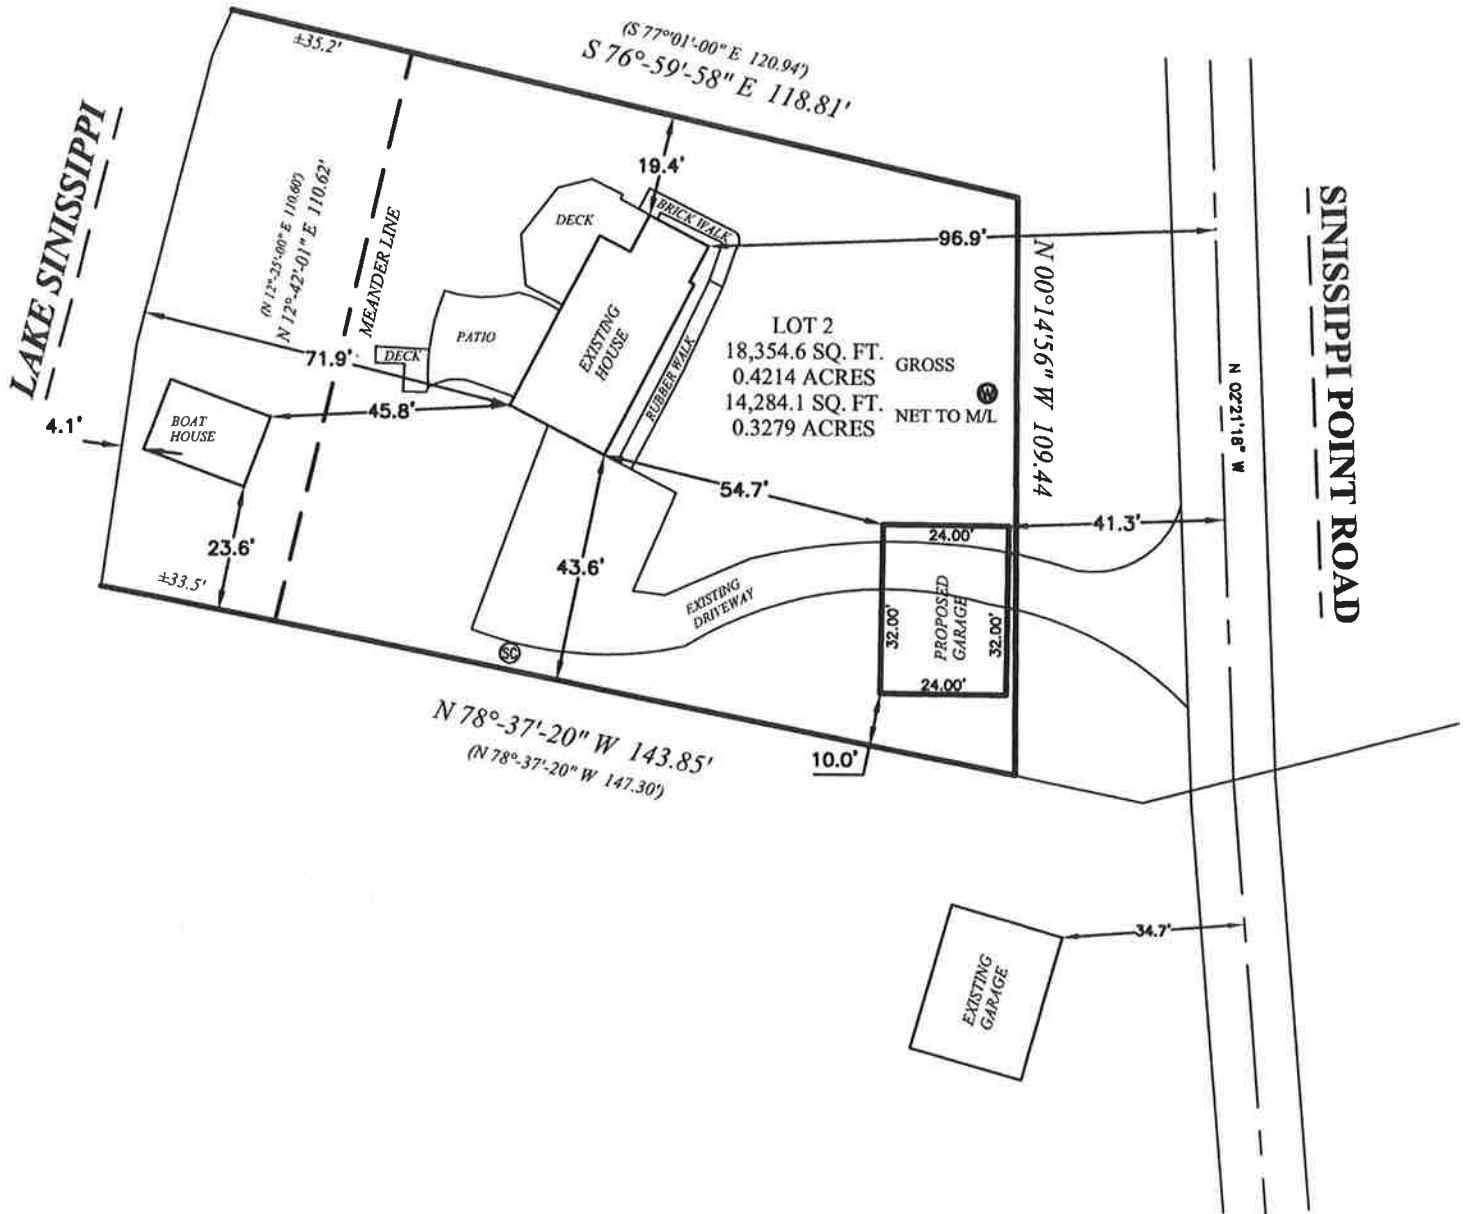 (S 77°01'-00" E 120.94')
S 76°-59'-58" E 118.81'
±35.2'
LAKE SINISSIPPI
(N 12°-25'-00" E 110.60')
N 12°-42'-01" E 110.62'
MEANDER LINE
19.4'
DECK
BRICK WALK
96.9'
N 00°14'56" W 109.44
SINISSIPPI POINT ROAD
N 02°21'18" W
PATIO
DECK
EXISTING
HOUSE
RUBBER WALK
LOT 2
18,354.6 SQ. FT.
0.4214 ACRES
GROSS
14,284.1 SQ. FT.
0.3279 ACRES
NET TO M/L
W
71.9'
45.8'
BOAT
HOUSE
4.1'
54.7'
41.3'
24.00'
23.6'
43.6'
±33.5'
EXISTING
DRIVEWAY
32.00'
PROPOSED
GARAGE
32.00'
24.00'
SC
N 78°-37'-20" W 143.85'
(N 78°-37'-20" W 147.30')
10.0'
34.7'
EXISTING
GARAGE